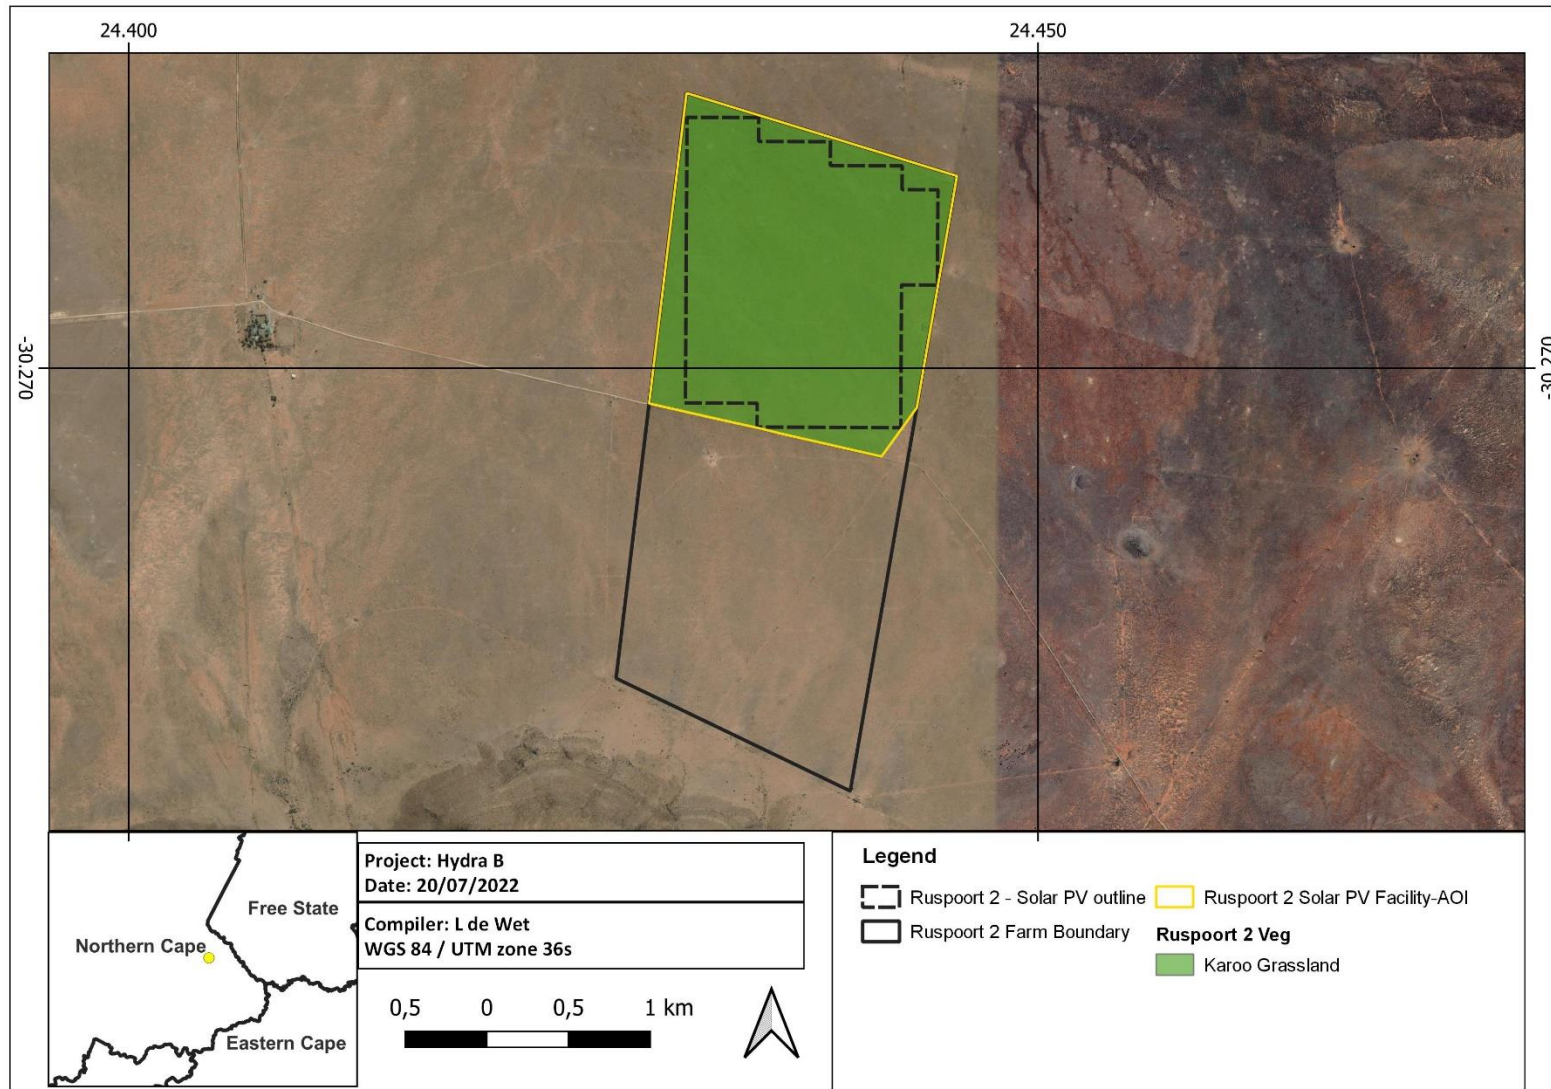 24.400
24.450
-30.270
-30.270
Northern Cape
Free State
Eastern Cape
Project: Hydra B
Date: 20/07/2022
Compiler: L de Wet
WGS 84 / UTM zone 36s
0,5 0 0,5 1 km
Legend
Ruspoort 2 - Solar PV outline
Ruspoort 2 Farm Boundary
Ruspoort 2 Solar PV Facility-AOI
Ruspoort 2 Veg
Karoo Grassland